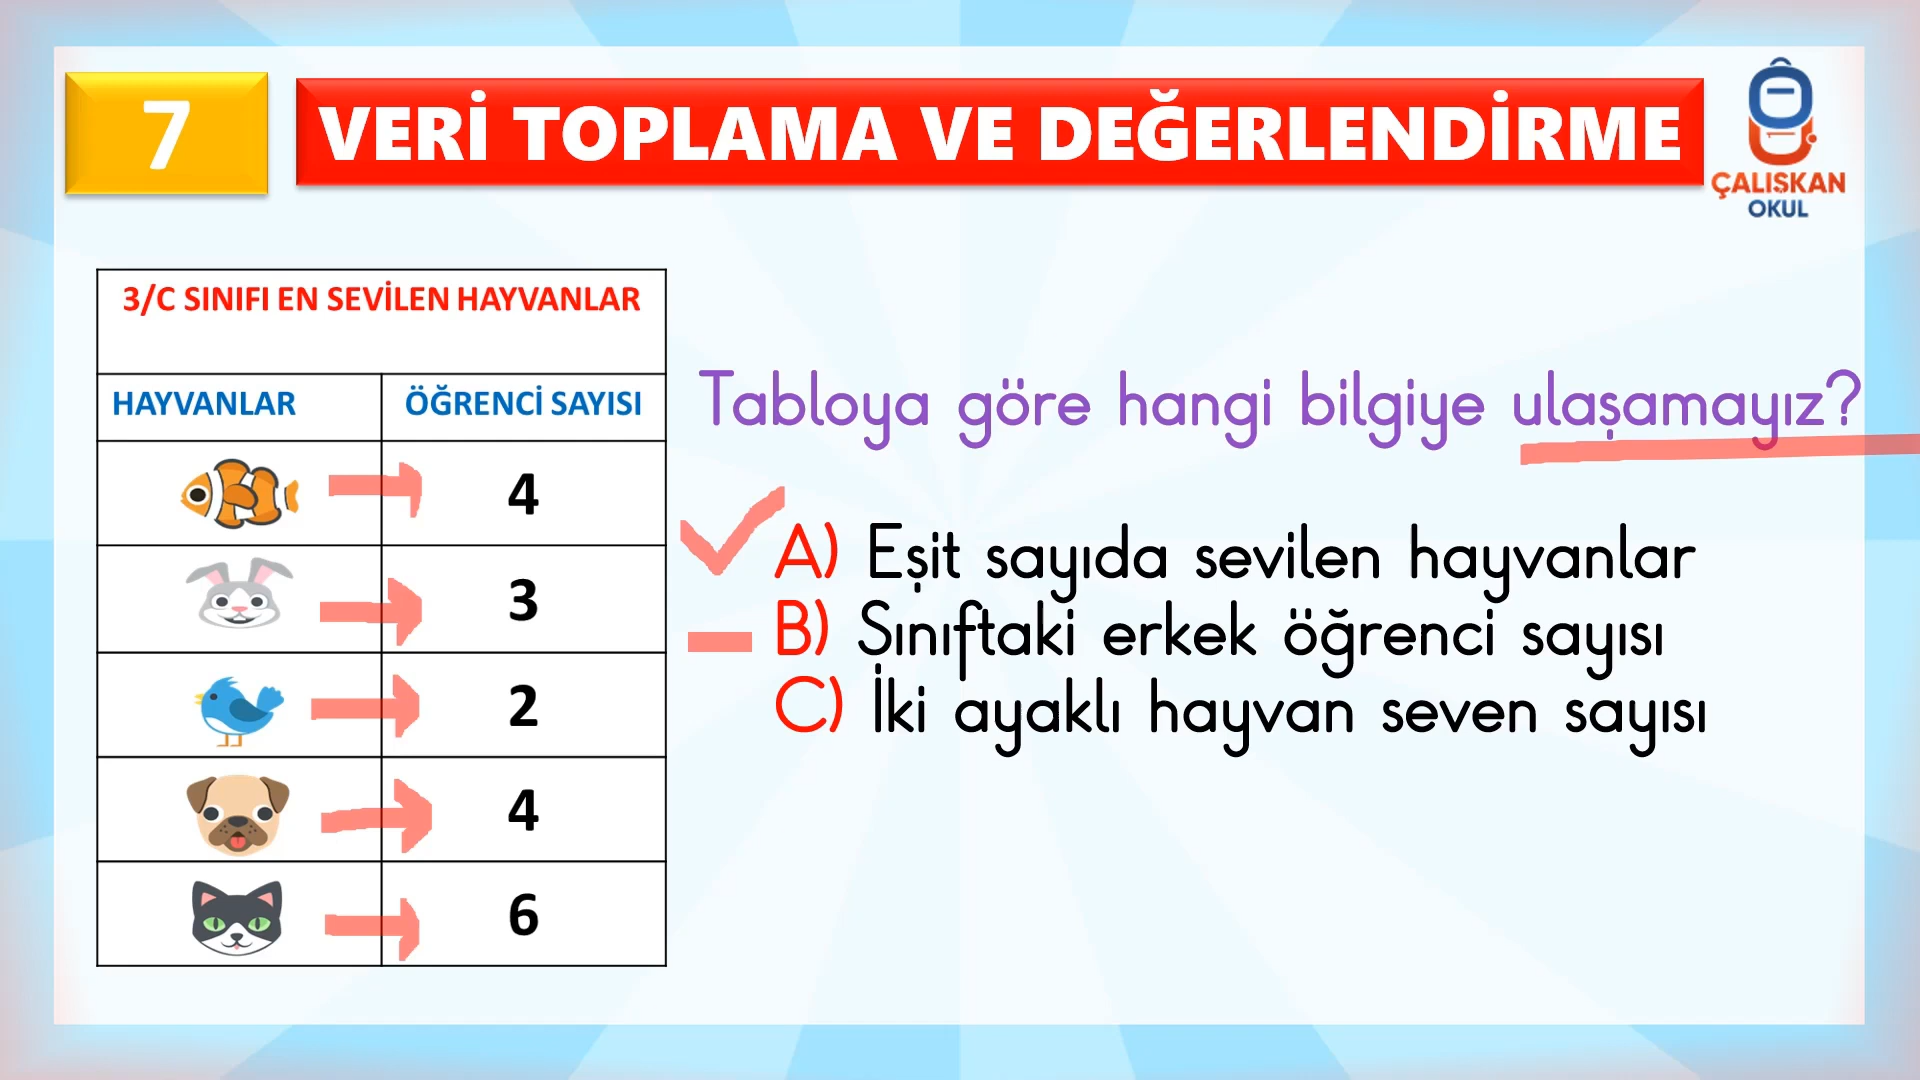 7
VERİ TOPLAMA VE DEĞERLENDİRME
ÇALIŞKAN
OKUL
3/C SINIFI EN SEVİLEN HAYVANLAR
HAYVANLAR ÖĞRENCİ SAYISI
4
3
2
4
6
Tabloya göre hangi bilgiye ulaşamayız?
A) Eşit sayıda sevilen hayvanlar
B) Sınıftaki erkek öğrenci sayısı
C) İki ayaklı hayvan seven sayısı